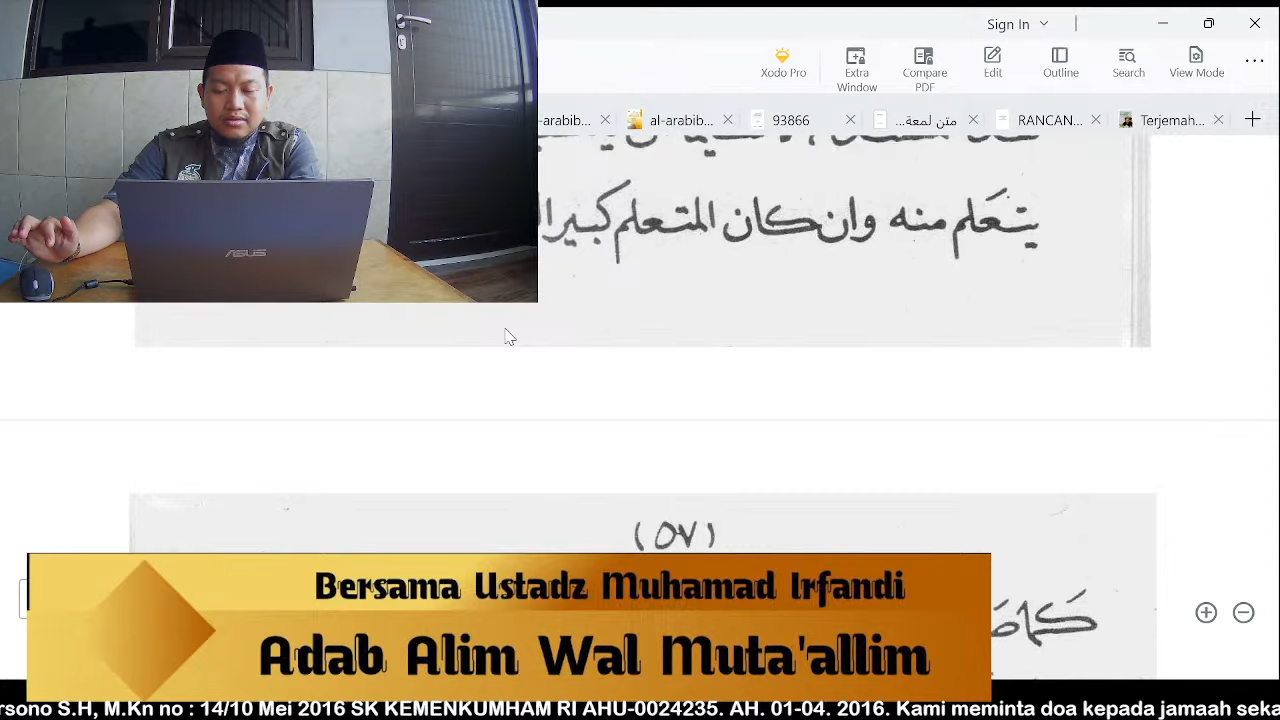 Sign In
Xodo Pro
Extra Window
Compare PDF
Edit
Outline
Search
View Mode
-arabib...
al-arabib...
93866
متن لمعة...
RANCAN...
Terjemah...
يتَعَلم منه وان كان المتعلم كبيرا
ASUS
(٥٧)
Bersama Ustadz Muhamad Irfandi
Adab Alim Wal Muta'allim
rsono S.H, M.Kn no : 14/10 Mei 2016 SK KEMENKUMHAM RI AHU-0024235. AH. 01-04. 2016. Kami meminta doa kepada jamaah seka